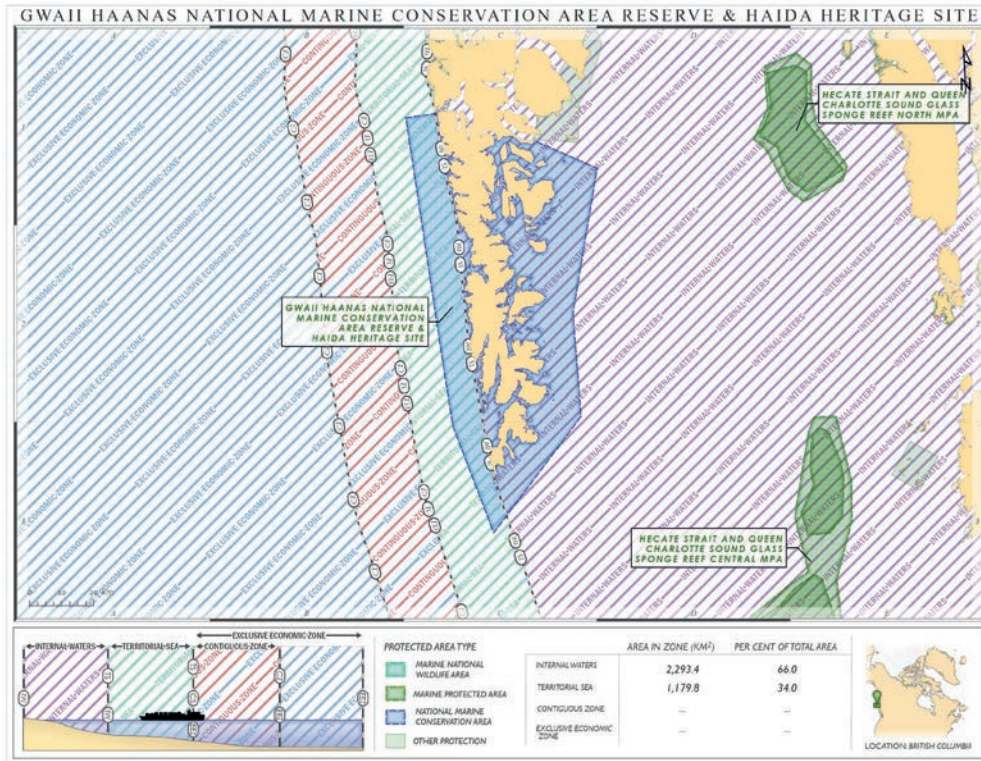 GWAII HAANAS NATIONAL MARINE CONSERVATION AREA RESERVE & HAIDA HERITAGE SITE
HECATE STRAIT AND QUEEN
CHARLOTTE SOUND GLASS
SPONGE REEF NORTH MPA
GWAII HAANAS NATIONAL
MARINE CONSERVATION
AREA RESERVE &
HAIDA HERITAGE SITE
HECATE STRAIT AND QUEEN
CHARLOTTE SOUND GLASS
SPONGE REEF CENTRAL MPA
EXCLUSIVE ECONOMIC ZONE
CONTIGUOUS ZONE
TERRITORIAL SEA
INTERNAL WATERS
EXCLUSIVE ECONOMIC ZONE
INTERNAL WATERS
TERRITORIAL SEA
CONTIGUOUS ZONE
PROTECTED AREA TYPE
MARINE NATIONAL
WILDLIFE AREA
MARINE PROTECTED AREA
NATIONAL MARINE
CONSERVATION AREA
OTHER PROTECTION
AREA IN ZONE (KM²) PER CENT OF TOTAL AREA
INTERNAL WATERS 2,293.4 66.0
TERRITORIAL SEA 1,179.8 34.0
CONTIGUOUS ZONE ... ...
EXCLUSIVE ECONOMIC ... ...
ZONE
LOCATION: BRITISH COLUMBIA